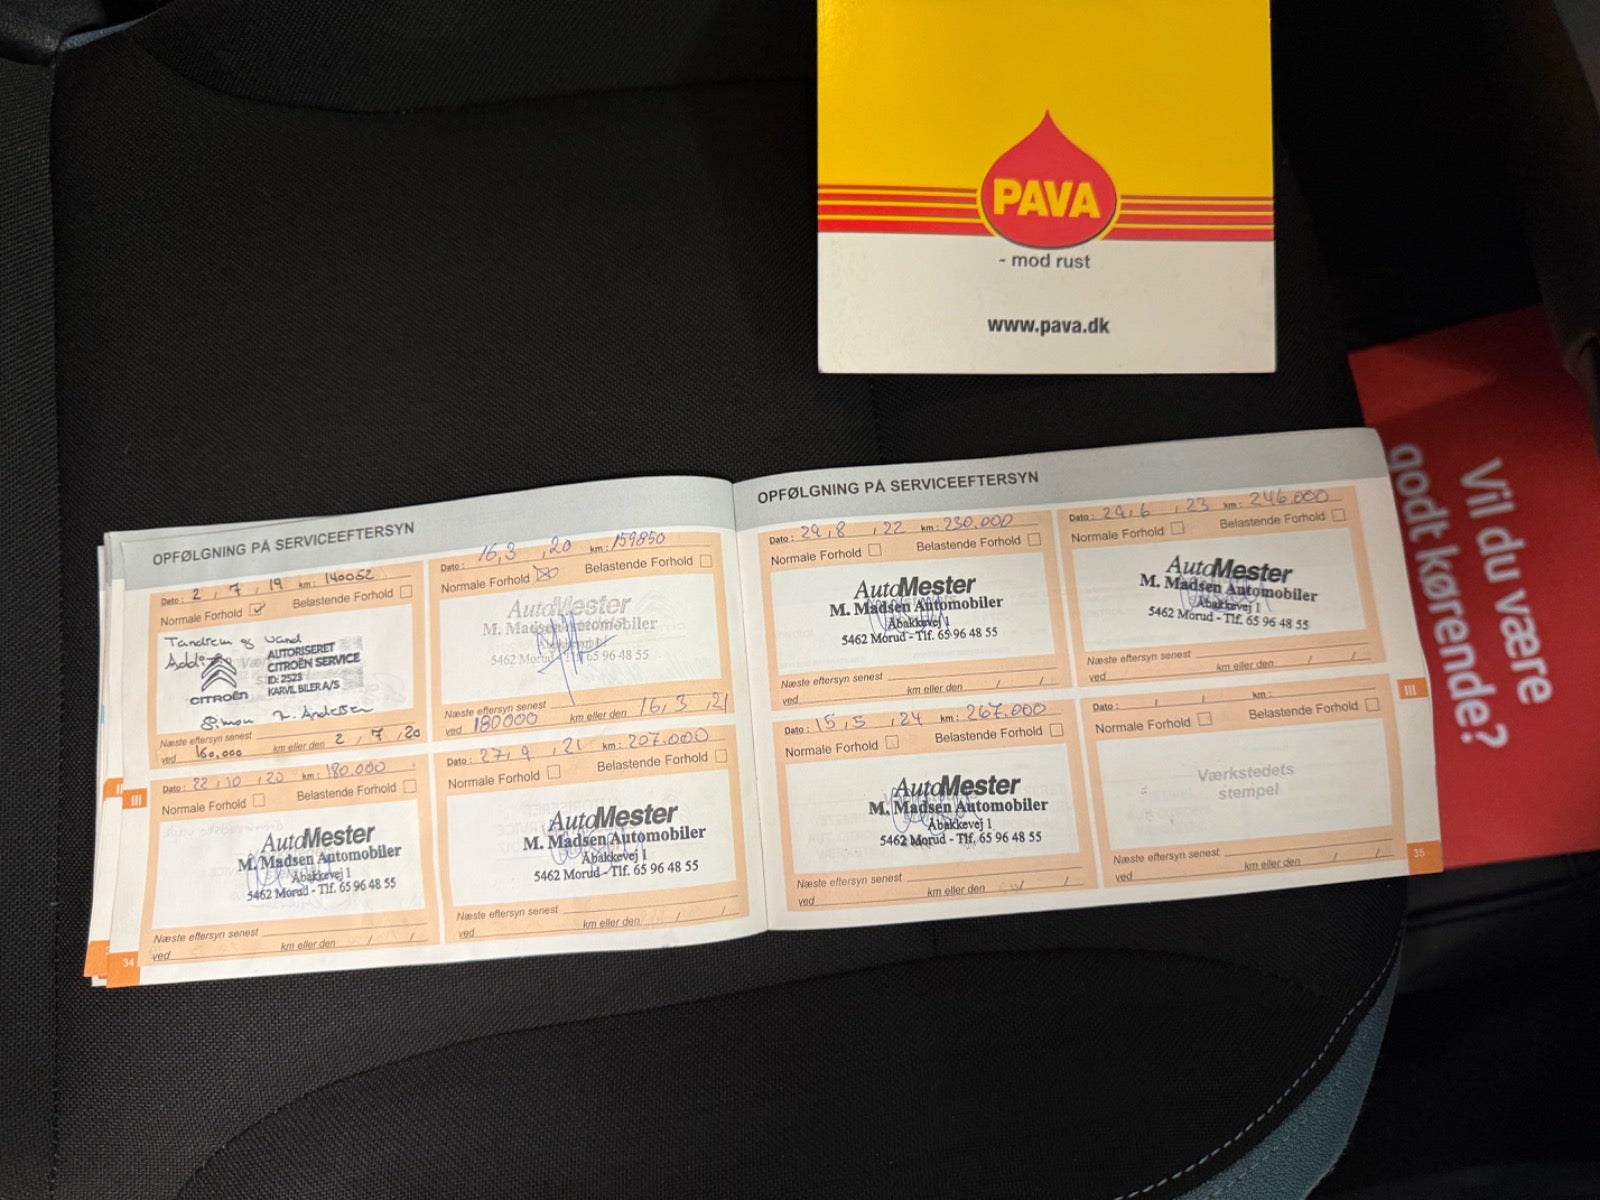 PAVA
- mod rust
www.pava.dk
Vil du være
godt kørende?
OPFØLGNING PÅ SERVICEEFTERSYN
Dato: 2, 7, 19 km: 140052
Normale Forhold Belastende Forhold
Tandrem og vand
AUTORISERET
CITROËN SERVICE
ID: 2523
KARVIL BILER A/S
CITROËN
Simon Andersen
Næste eftersyn senest
ved 160,000 km eller den 2, 7, 20
Dato: 16,3, 20 km: 159850
Normale Forhold Belastende Forhold
AutoMester
M. Madsen Automobiler
5462 Morud - Tlf. 65 96 48 55
Næste eftersyn senest
ved 180000 km eller den 16, 3, 21
Dato: 22, 10, 20 km: 180.000
Normale Forhold Belastende Forhold
AutoMester
M. Madsen Automobiler
Abakkevej 1
5462 Morud - Tlf. 65 96 48 55
Næste eftersyn senest
ved km eller den / /
Dato: 27, 9, 21 km: 207.000
Normale Forhold Belastende Forhold
AutoMester
M. Madsen Automobiler
Abakkevej 1
5462 Morud - Tlf. 65 96 48 55
Næste eftersyn senest
ved km eller den / /
III
34
OPFØLGNING PÅ SERVICEEFTERSYN
Dato: 29, 8, 22 km: 230.000
Normale Forhold Belastende Forhold
AutoMester
M. Madsen Automobiler
Abakkevej 1
5462 Morud - Tlf. 65 96 48 55
Næste eftersyn senest
ved km eller den / /
Dato: 29, 6, 23 km: 246.000
Normale Forhold Belastende Forhold
AutoMester
M. Madsen Automobiler
Abakkevej 1
5462 Morud - Tlf. 65 96 48 55
Næste eftersyn senest
ved km eller den / /
Dato: 15, 5, 24 km: 267.000
Normale Forhold Belastende Forhold
AutoMester
M. Madsen Automobiler
Abakkevej 1
5462 Morud - Tlf. 65 96 48 55
Næste eftersyn senest
ved km eller den / /
Dato: / / km:
Normale Forhold Belastende Forhold
Værkstedets
stempel
Næste eftersyn senest
ved km eller den / /
III
35